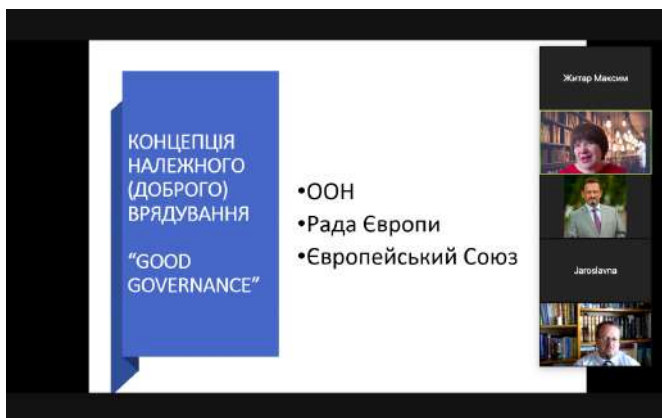 КОНЦЕПЦІЯ
НАЛЕЖНОГО
(ДОБРОГО)
ВРЯДУВАННЯ
“GOOD
GOVERNANCE”
•ООН
•Рада Європи
•Європейський Союз
Житар Максим
Jaroslavna